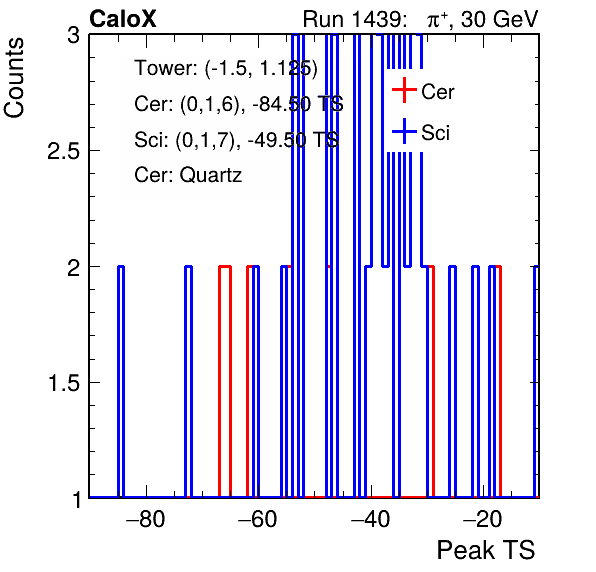 CaloX Run 1439: π⁺, 30 GeV
Counts
3
2.5
2
1.5
1
Tower: (-1.5, 1.125)
Cer: (0,1,6), -84.50 TS
Sci: (0,1,7), -49.50 TS
Cer: Quartz
Cer
Sci
−80 −60 −40 −20
Peak TS